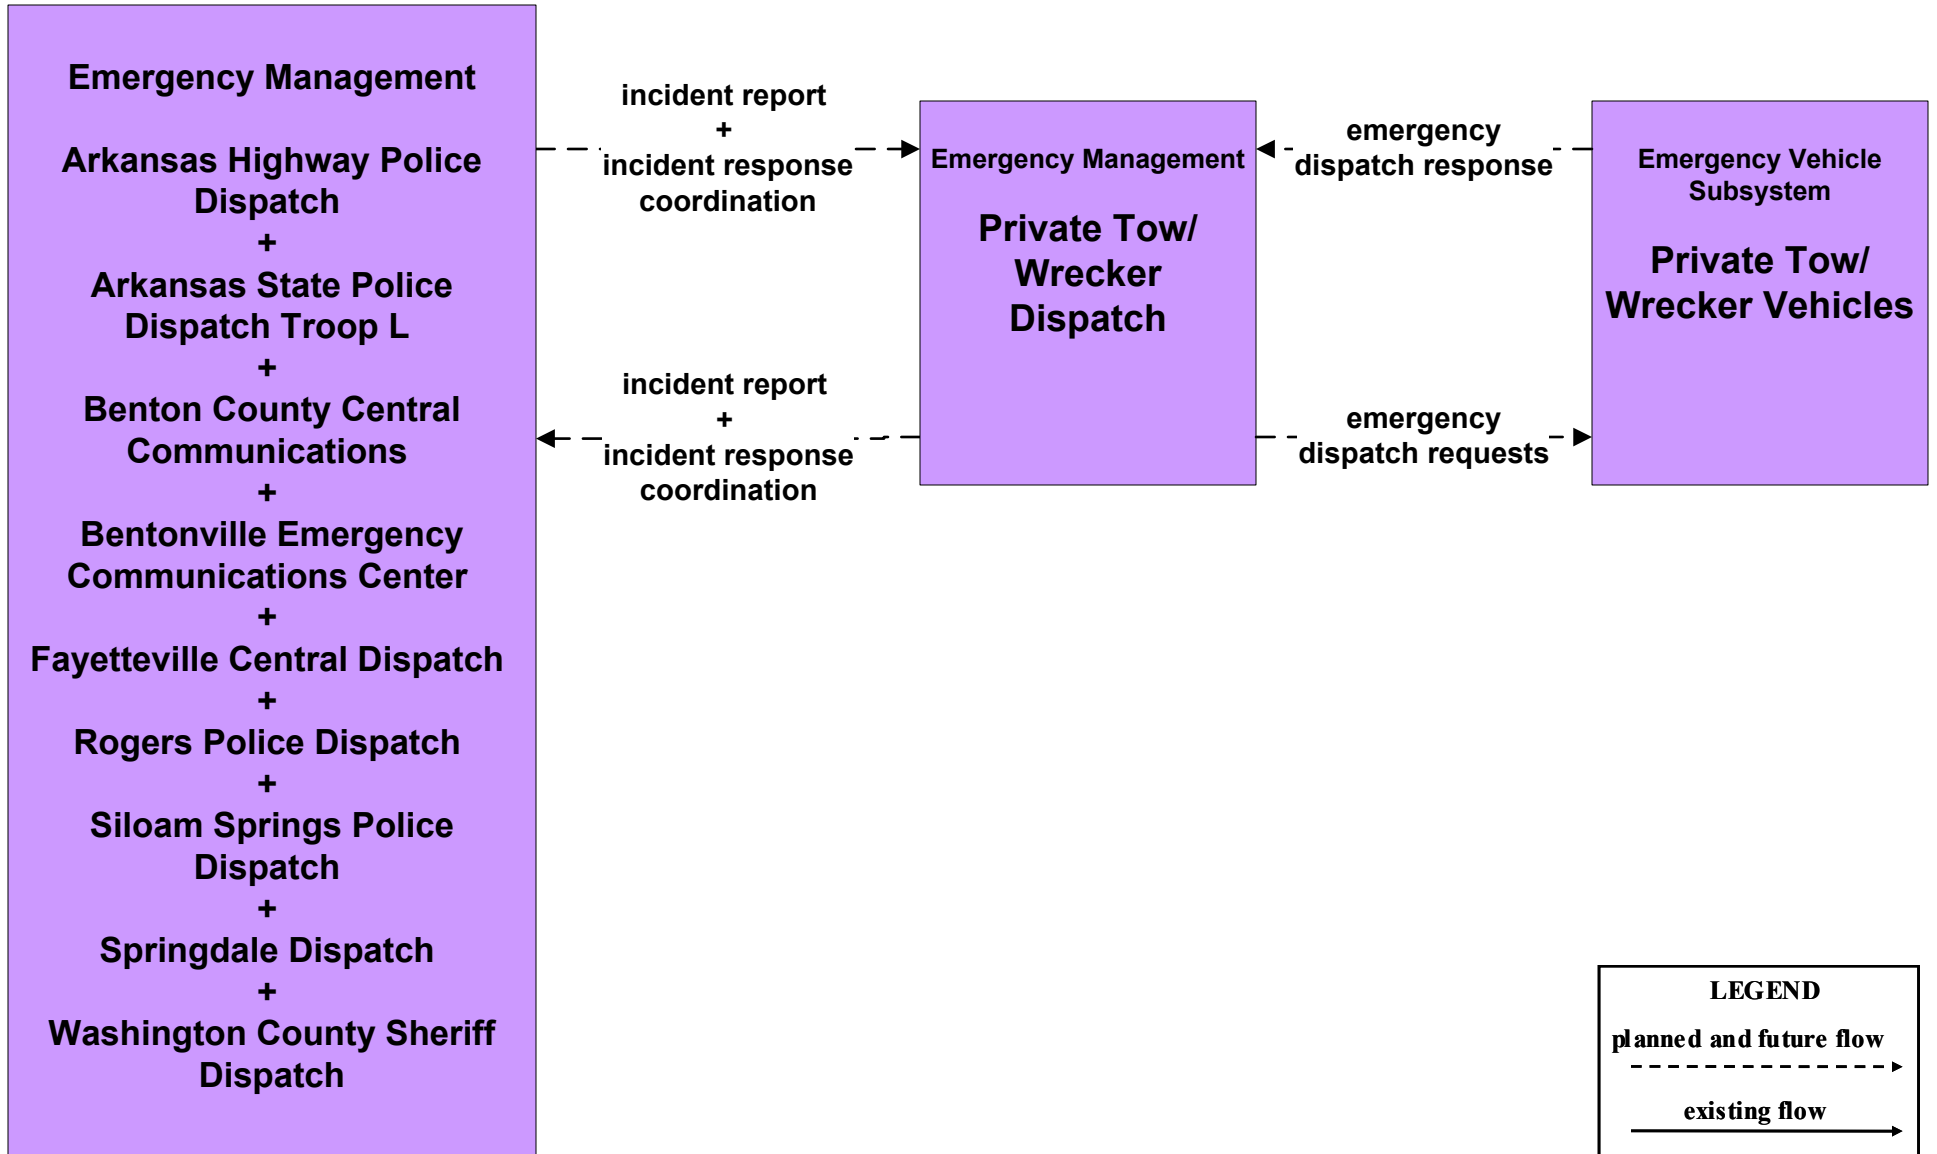 Emergency Management
Arkansas Highway Police
Dispatch
+
Arkansas State Police
Dispatch Troop L
+
Benton County Central
Communications
+
Bentonville Emergency
Communications Center
+
Fayetteville Central Dispatch
+
Rogers Police Dispatch
+
Siloam Springs Police
Dispatch
+
Springdale Dispatch
+
Washington County Sheriff
Dispatch
incident report
+
incident response
coordination
incident report
+
incident response
coordination
Emergency Management
Private Tow/
Wrecker
Dispatch
emergency
dispatch response
emergency
dispatch requests
Emergency Vehicle
Subsystem
Private Tow/
Wrecker Vehicles
LEGEND
planned and future flow
existing flow